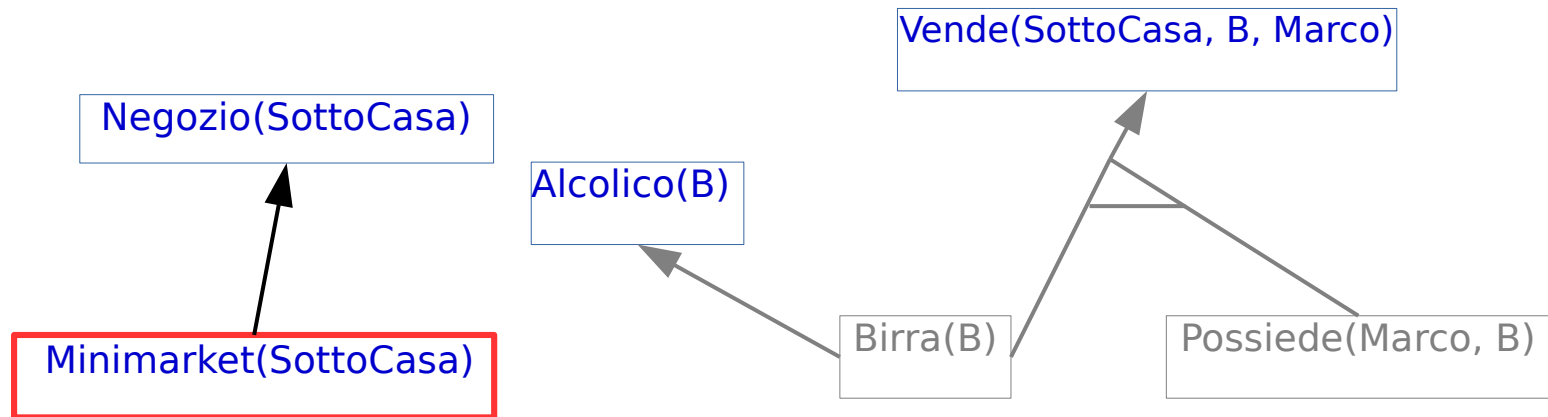 Vende(SottoCasa, B, Marco)
Negozio(SottoCasa)
Alcolico(B)
Minimarket(SottoCasa)
Birra(B)
Possiede(Marco, B)